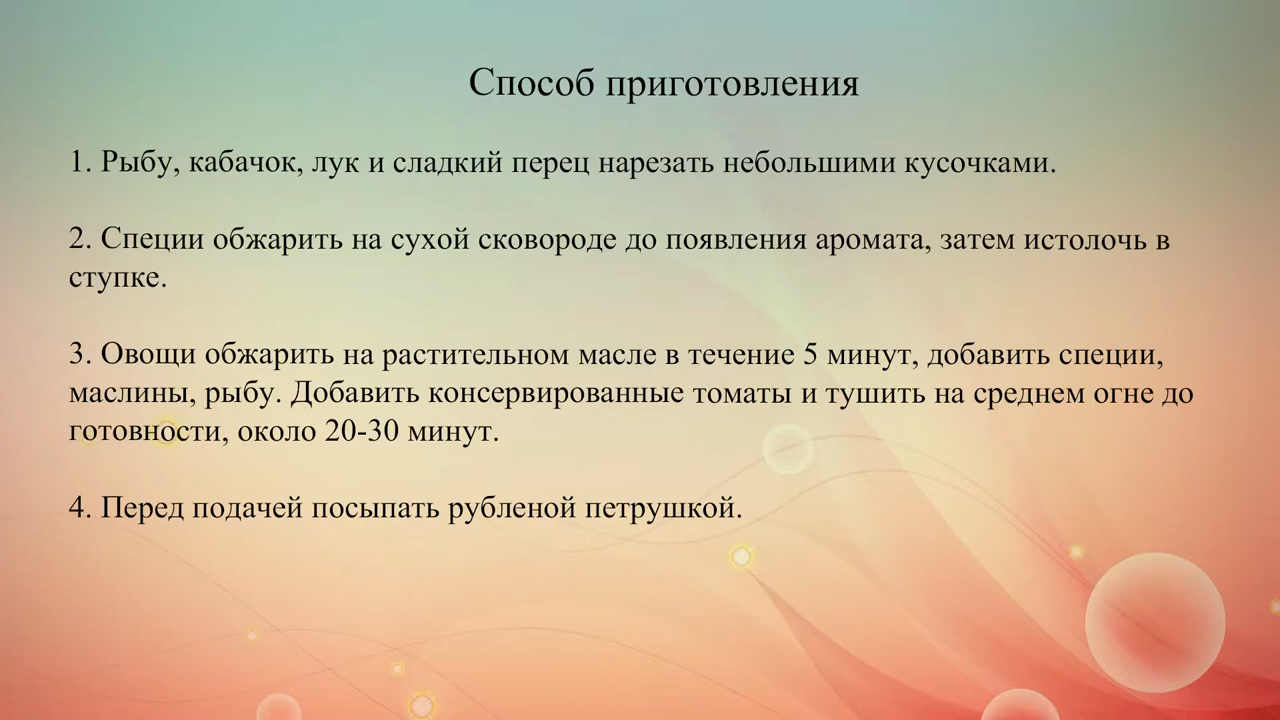 Способ приготовления
1. Рыбу, кабачок, лук и сладкий перец нарезать небольшими кусочками.
2. Специи обжарить на сухой сковороде до появления аромата, затем истолочь в
ступке.
3. Овощи обжарить на растительном масле в течение 5 минут, добавить специи,
маслины, рыбу. Добавить консервированные томаты и тушить на среднем огне до
готовности, около 20-30 минут.
4. Перед подачей посыпать рубленой петрушкой.